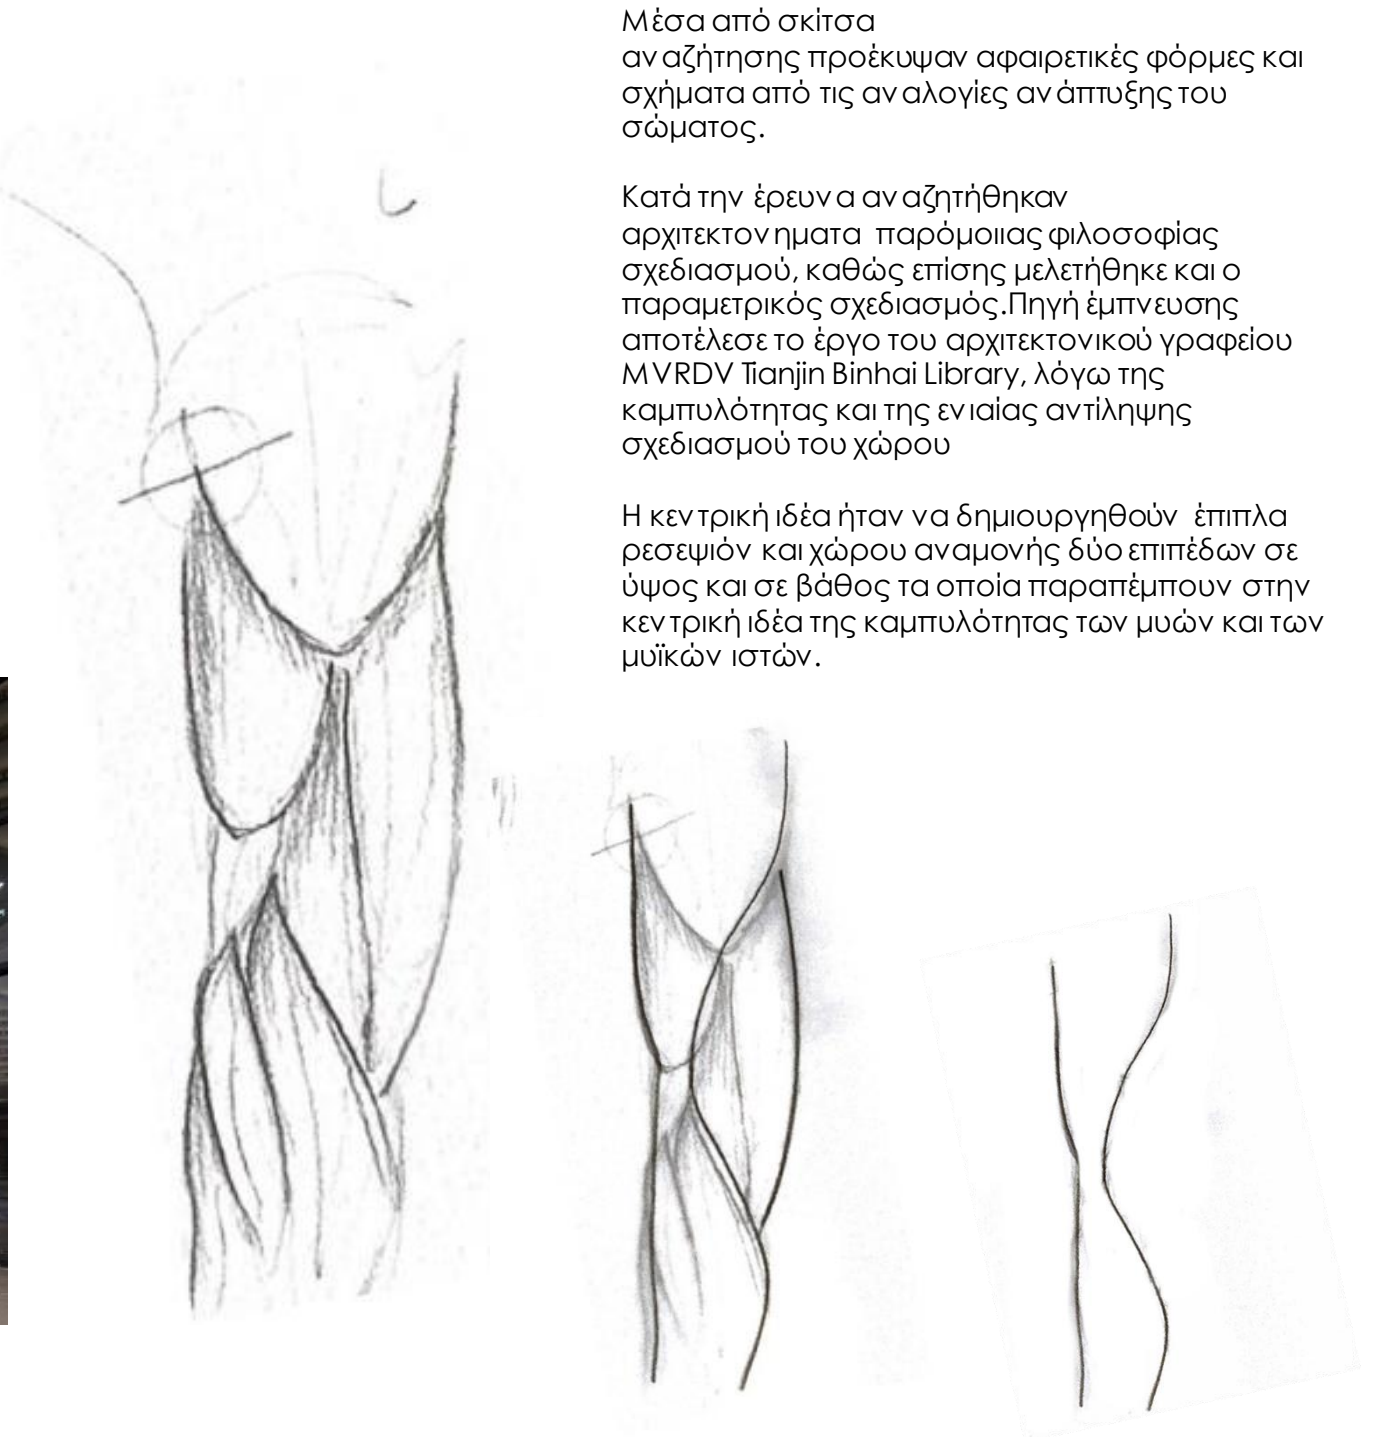 Μέσα από σκίτσα
αναζήτησης προέκυψαν αφαιρετικές φόρμες και
σχήματα από τις αναλογίες ανάπτυξης του
σώματος.
Κατά την έρευνα αναζητήθηκαν
αρχιτεκτονηματα παρόμοιιας φιλοσοφίας
σχεδιασμού, καθώς επίσης μελετήθηκε και ο
παραμετρικός σχεδιασμός.Πηγή έμπνευσης
αποτέλεσε το έργο του αρχιτεκτονικού γραφείου
MVRDV Tianjin Binhai Library, λόγω της
καμπυλότητας και της ενιαίας αντίληψης
σχεδιασμού του χώρου
Η κεντρική ιδέα ήταν να δημιουργηθούν έπιπλα
ρεσεψιόν και χώρου αναμονής δύο επιπέδων σε
ύψος και σε βάθος τα οποία παραπέμπουν στην
κεντρική ιδέα της καμπυλότητας των μυών και των
μυϊκών ιστών.